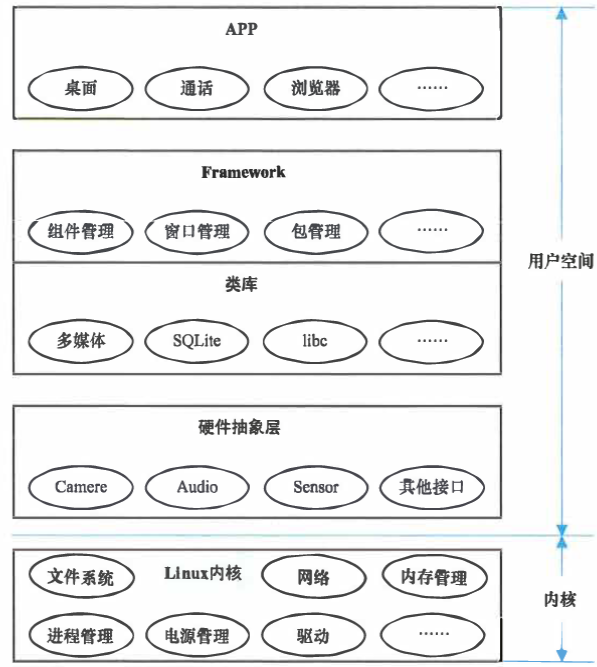 APP
桌面 通话 浏览器 ……
Framework
组件管理 窗口管理 包管理 ……
用户空间
类库
多媒体 SQLite libc ……
硬件抽象层
Camere Audio Sensor 其他接口
文件系统 Linux内核 网络 内存管理
内核
进程管理 电源管理 驱动 ……